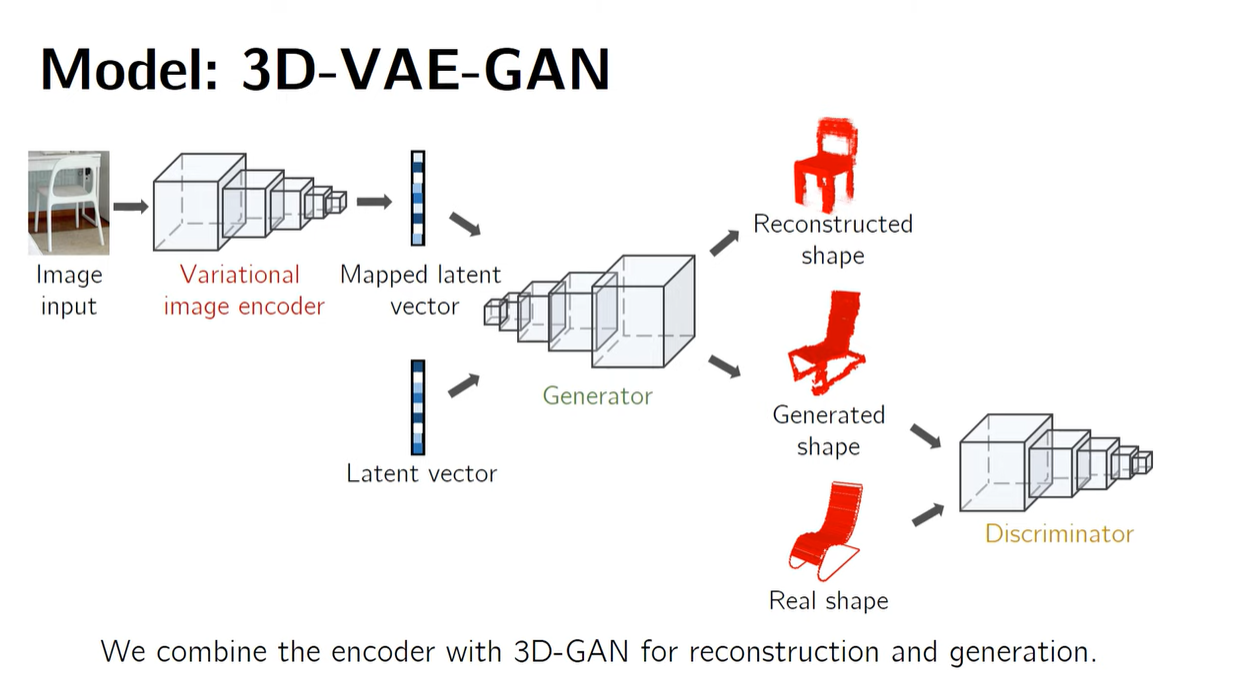 Model: 3D-VAE-GAN
Image
input
Variational
image encoder
Mapped latent
vector
Latent vector
Generator
Reconstructed
shape
Generated
shape
Real shape
Discriminator
We combine the encoder with 3D-GAN for reconstruction and generation.